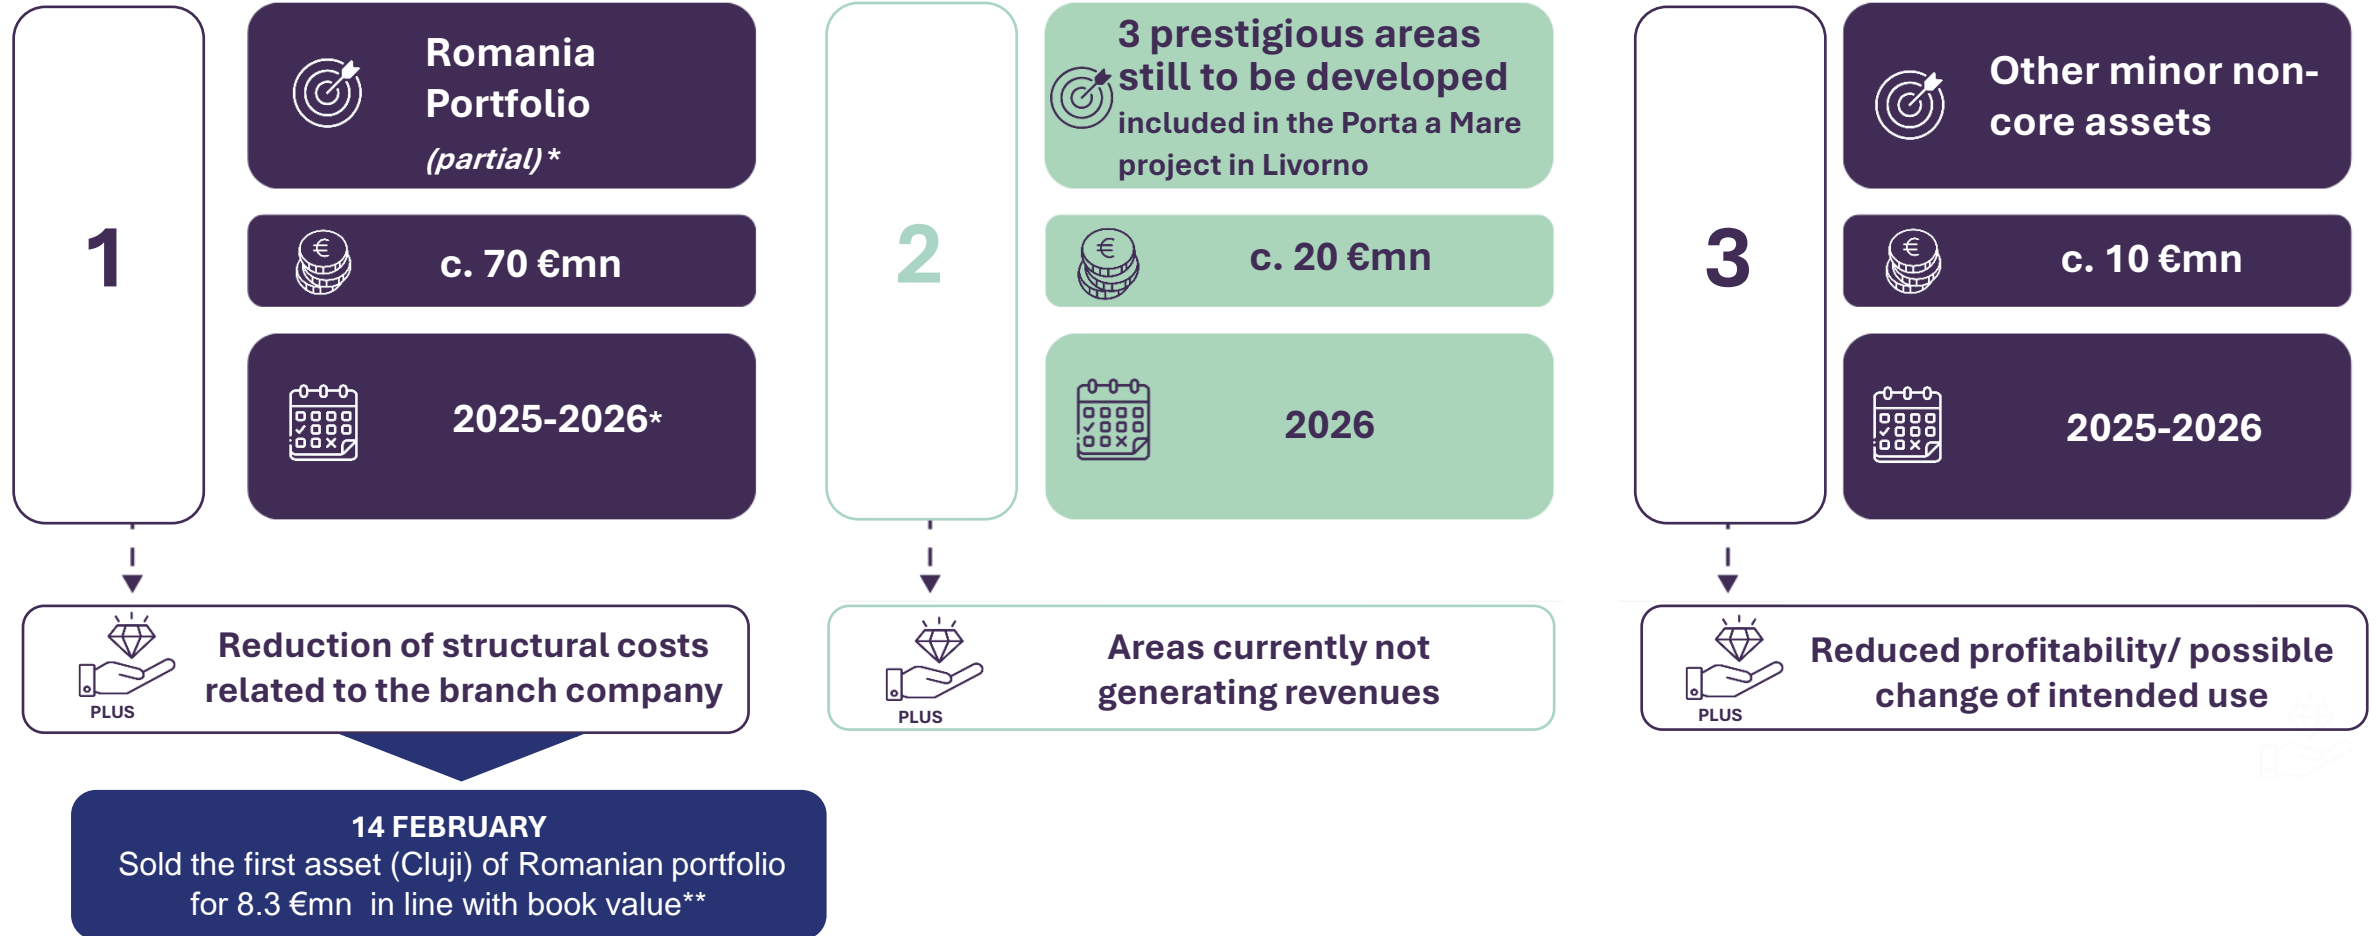 1
Romania
Portfolio
(partial) *
c. 70 €mn
2025-2026*
PLUS
Reduction of structural costs
related to the branch company
14 FEBRUARY
Sold the first asset (Cluji) of Romanian portfolio
for 8.3 €mn in line with book value**
2
3 prestigious areas
still to be developed
included in the Porta a Mare
project in Livorno
c. 20 €mn
2026
PLUS
Areas currently not
generating revenues
3
Other minor non-
core assets
c. 10 €mn
2025-2026
PLUS
Reduced profitability/ possible
change of intended use